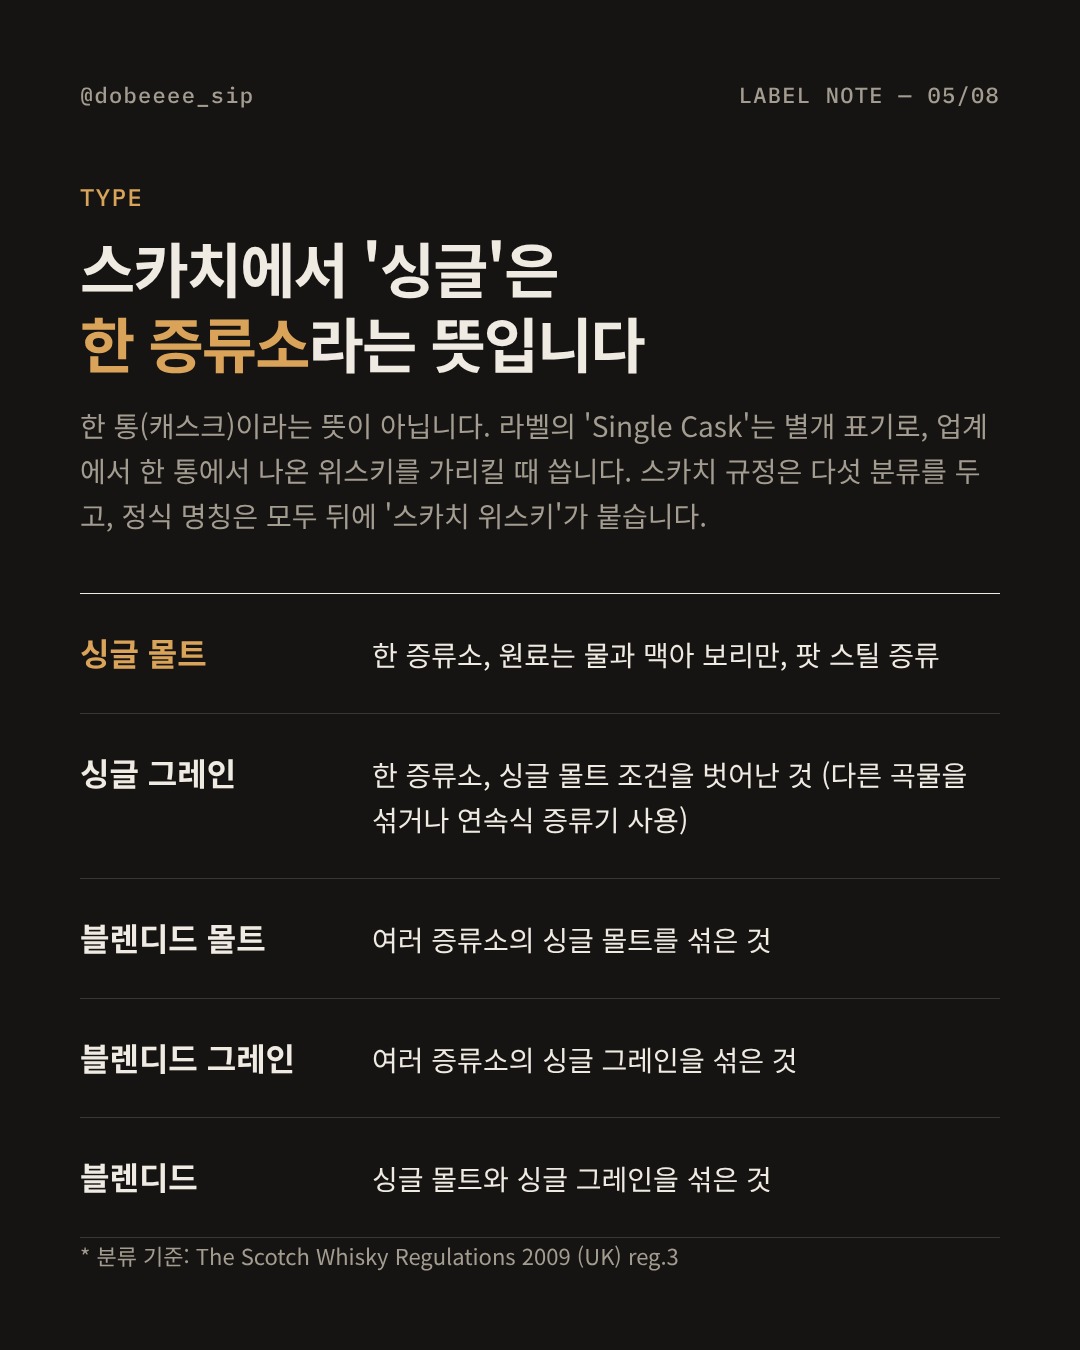 @dobeeee_sip
LABEL NOTE — 05/08
TYPE
스카치에서 '싱글'은
한 증류소라는 뜻입니다
한 통(캐스크)이라는 뜻이 아닙니다. 라벨의 'Single Cask'는 별개 표기로, 업계
에서 한 통에서 나온 위스키를 가리킬 때 씁니다. 스카치 규정은 다섯 분류를 두
고, 정식 명칭은 모두 뒤에 '스카치 위스키'가 붙습니다.
싱글 몰트
한 증류소, 원료는 물과 맥아 보리만, 팟 스틸 증류
싱글 그레인
한 증류소, 싱글 몰트 조건을 벗어난 것 (다른 곡물을
섞거나 연속식 증류기 사용)
블렌디드 몰트
여러 증류소의 싱글 몰트를 섞은 것
블렌디드 그레인
여러 증류소의 싱글 그레인을 섞은 것
블렌디드
싱글 몰트와 싱글 그레인을 섞은 것
* 분류 기준: The Scotch Whisky Regulations 2009 (UK) reg.3